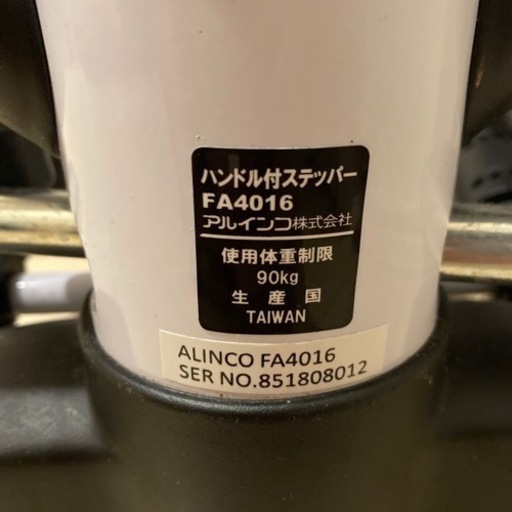 ハンドル付ステッパー
FA4016
アルインコ株式会社
使用体重制限
90kg
生産国
TAIWAN
ALINCO FA4016
SER NO.851808012